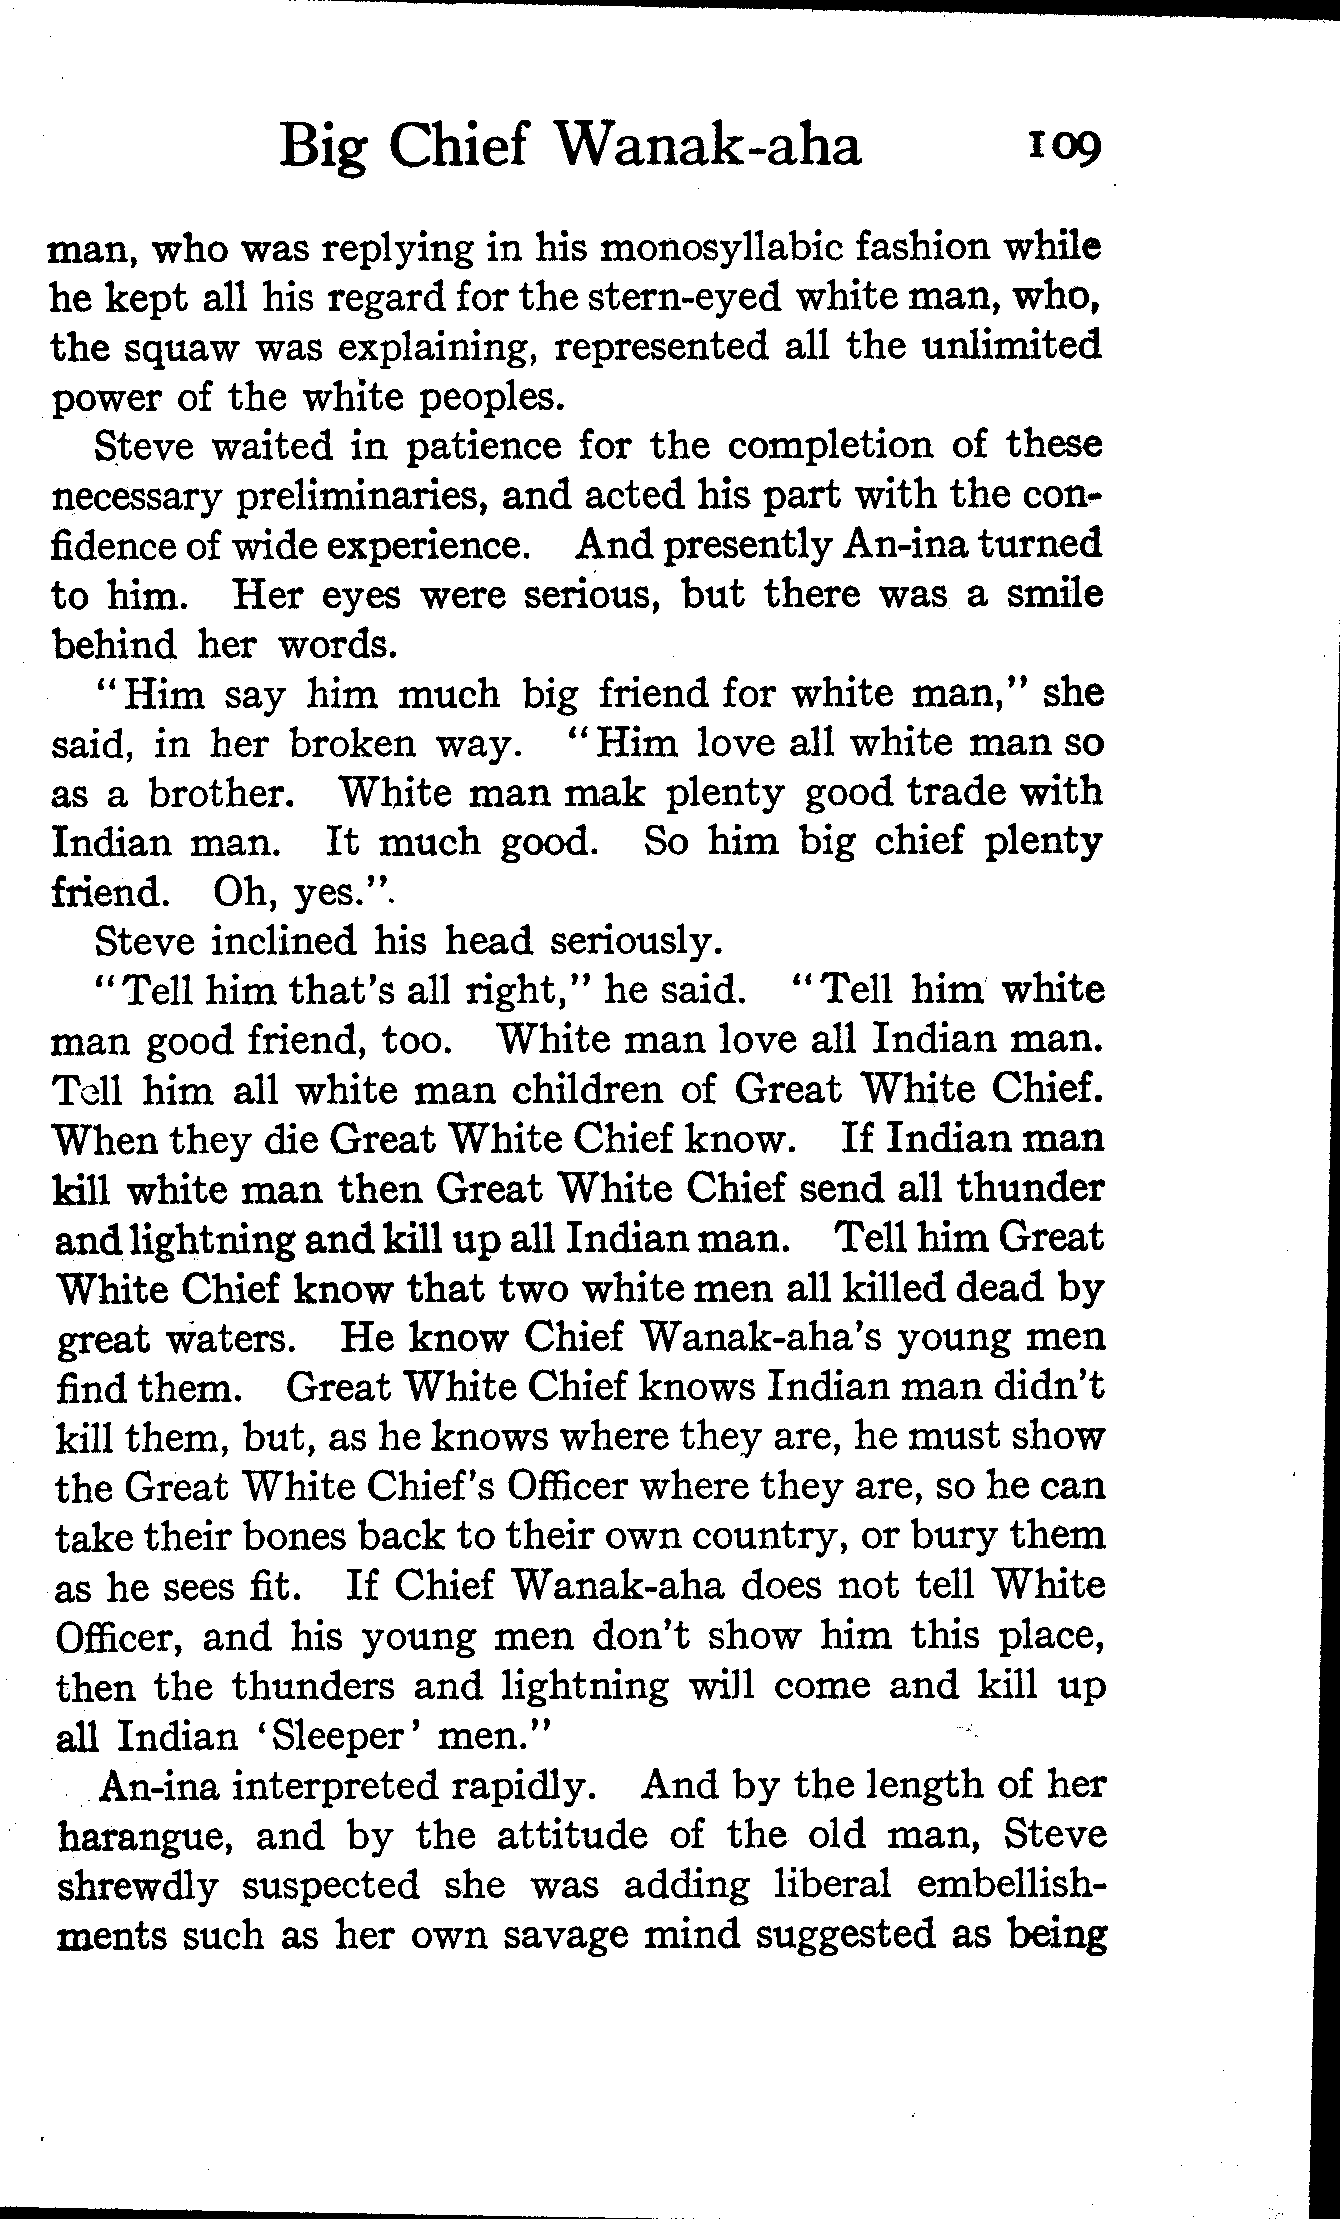 Big Chief Wanak-aha 109
man, who was replying in his monosyllabic fashion while
he kept all his regard for the stern-eyed white man, who,
the squaw was explaining, represented all the unlimited
power of the white peoples.
Steve waited in patience for the completion of these
necessary preliminaries, and acted his part with the con-
fidence of wide experience. And presently An-ina turned
to him. Her eyes were serious, but there was a smile
behind her words.
"Him say him much big friend for white man," she
said, in her broken way. "Him love all white man so
as a brother. White man mak plenty good trade with
Indian man. It much good. So him big chief plenty
friend. Oh, yes."
Steve inclined his head seriously.
"Tell him that's all right," he said. "Tell him white
man good friend, too. White man love all Indian man.
Tell him all white man children of Great White Chief.
When they die Great White Chief know. If Indian man
kill white man then Great White Chief send all thunder
and lightning and kill up all Indian man. Tell him Great
White Chief know that two white men all killed dead by
great waters. He know Chief Wanak-aha's young men
find them. Great White Chief knows Indian man didn't
kill them, but, as he knows where they are, he must show
the Great White Chief's Officer where they are, so he can
take their bones back to their own country, or bury them
as he sees fit. If Chief Wanak-aha does not tell White
Officer, and his young men don't show him this place,
then the thunders and lightning will come and kill up
all Indian 'Sleeper' men."
An-ina interpreted rapidly. And by the length of her
harangue, and by the attitude of the old man, Steve
shrewdly suspected she was adding liberal embellish-
ments such as her own savage mind suggested as being